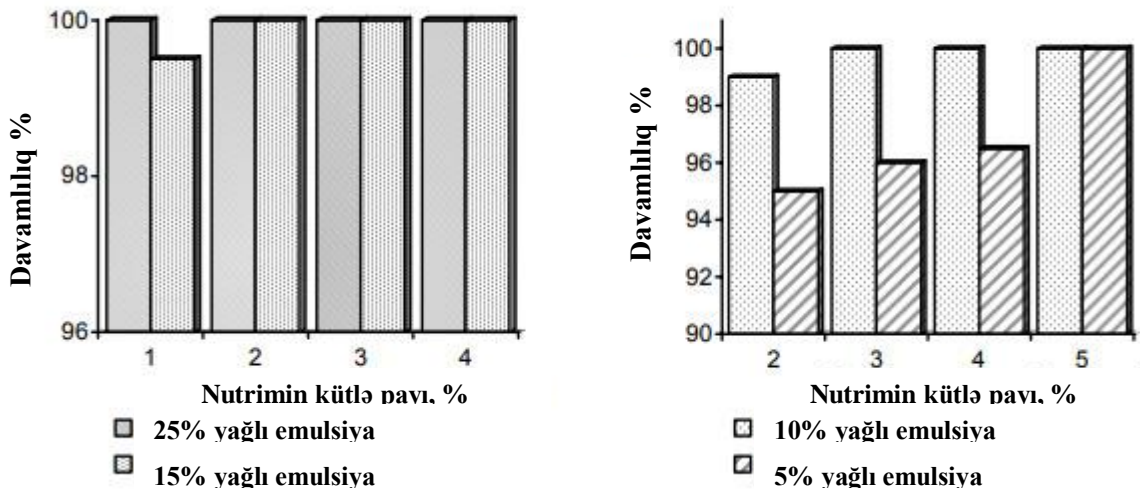 100
98
96
Davamlılıq %
1 2 3 4
Nutrimin kütlə payı, %
25% yağlı emulsiya
15% yağlı emulsiya
100
98
96
94
92
90
Davamlılıq %
2 3 4 5
Nutrimin kütlə payı, %
10% yağlı emulsiya
5% yağlı emulsiya